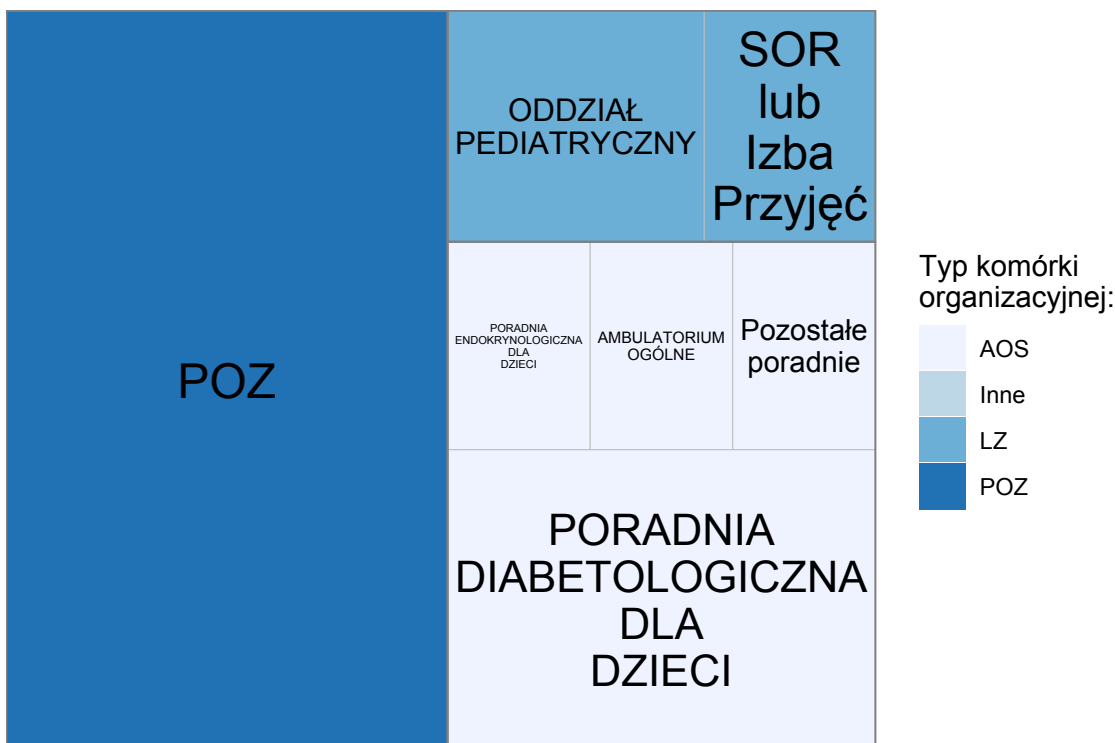 POZ
ODDZIAŁ
PEDIATRYCZNY
SOR
lub
Izba
Przyjęć
PORADNIA
ENDOKRYNOLOGICZNA
DLA
DZIECI
AMBULATORIUM
OGÓLNE
Pozostałe
poradnie
PORADNIA
DIABETOLOGICZNA
DLA
DZIECI
Typ komórki
organizacyjnej:
AOS
Inne
LZ
POZ